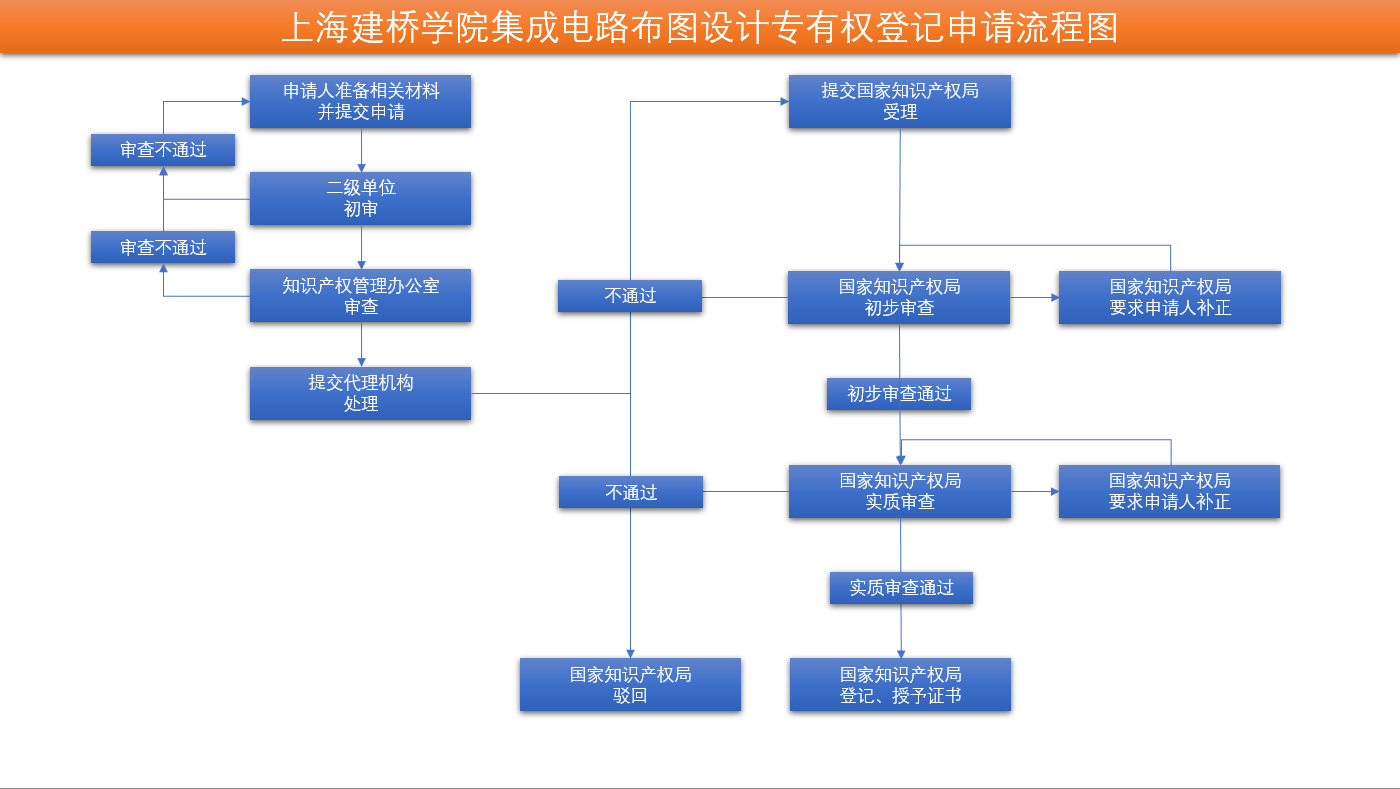 上海建桥学院集成电路布图设计专有权登记申请流程图
申请人准备相关材料
并提交申请
审查不通过
二级单位
初审
审查不通过
知识产权管理办公室
审查
提交代理机构
处理
提交国家知识产权局
受理
不通过
国家知识产权局
初步审查
国家知识产权局
要求申请人补正
初步审查通过
不通过
国家知识产权局
实质审查
国家知识产权局
要求申请人补正
实质审查通过
国家知识产权局
驳回
国家知识产权局
登记、授予证书